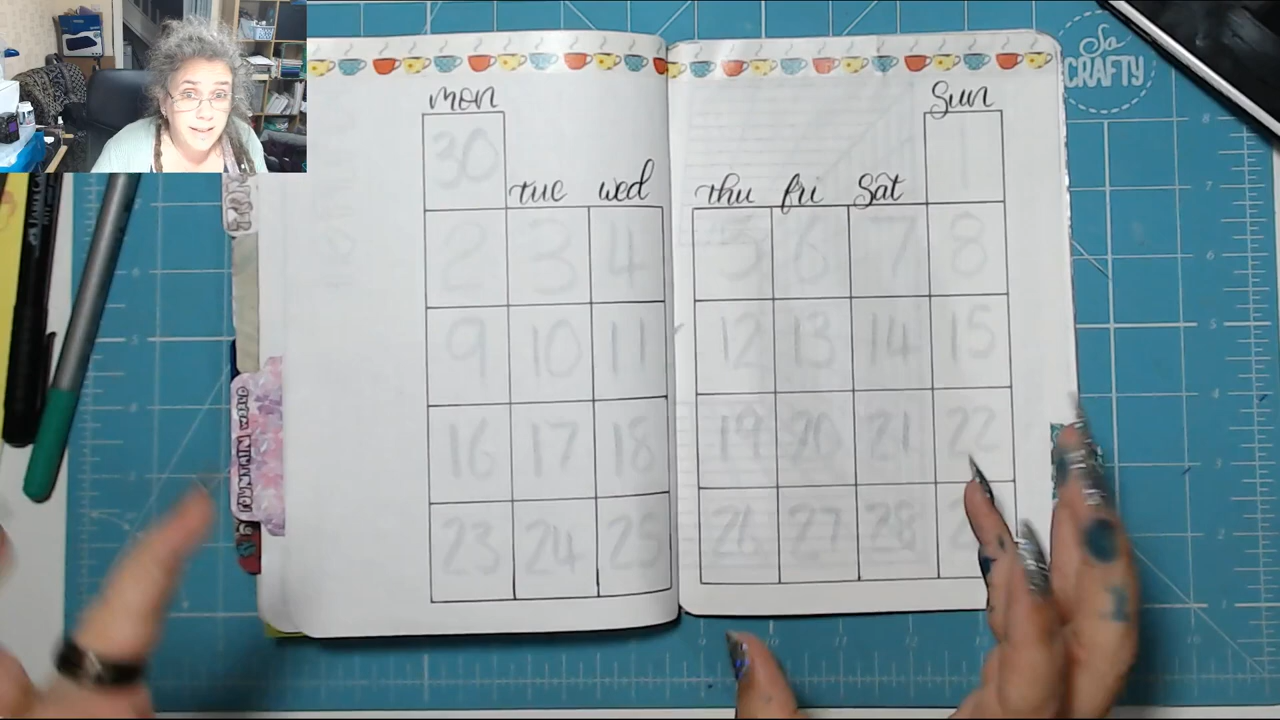 So
CRAFTY
mon
sun
30
tue wed thu fri sat
2 3 4 5 6 7 8
9 10 11 12 13 14 15
16 17 18 19 20 21 22
23 24 25 26 27 28